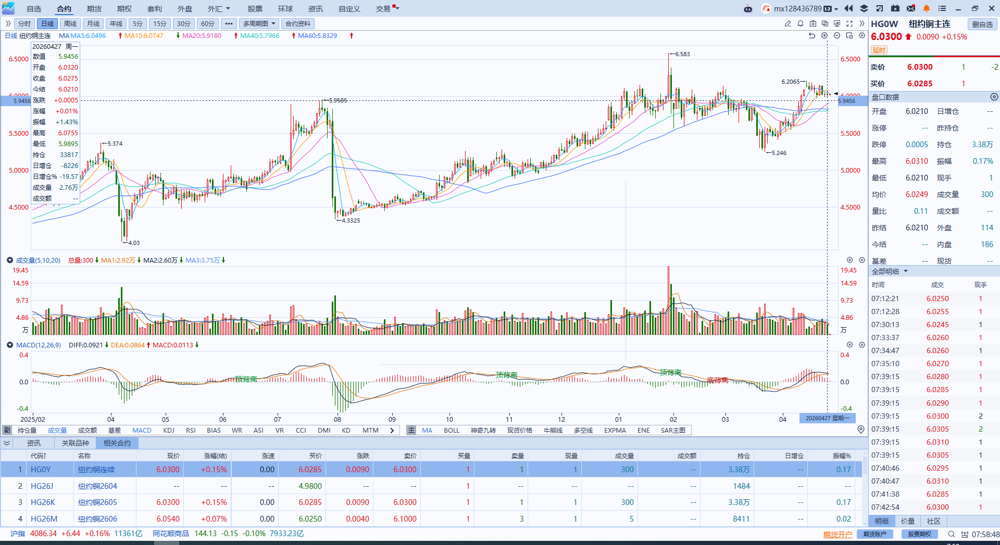 自选 合约 期货 期权 套利 外盘 外汇 股票 环球 资讯 自定义 交易 mx128436789 L2
分时 日线 周线 月线 年线 5分 15分 30分 60分 ••• 多周期图 合约资料
日线 纽约铜主连 MA MA5:6.0496 MA10:6.0747 MA20:5.9180 MA40:5.7966 MA60:5.8329
20260427 周一
数值 5.9456
开盘 6.0320
收盘 6.0275
今结 6.0210
涨跌 +0.0005
涨幅 +0.01%
振幅 +1.43%
最高 6.0755
最低 5.9895
持仓 33817
日增仓 -8226
日增仓% -19.57
成交量 2.76万
成交额 --
6.5000 6.5000
5.9456 5.9456
5.5000 5.5000
5.0000 5.0000
4.5000 4.5000
6.583
6.2065
5.9585
5.374
5.246
4.3325
4.03
成交量(5,10,20) 总量:300 MA1:2.92万 MA2:2.60万 MA3:3.75万
19.45 19.45
14.59 14.59
9.73 9.73
4.86 4.86
万 万
MACD(12,26,9) DIFF:0.0921 DEA:0.0864 MACD:0.0113
0.4 0.4
顶背离 顶背离 顶背离 底背离
0.0 0.0
-0.4 -0.4
2025/02 04 05 06 07 08 09 10 11 12 01 02 03 04 20260427 星期一
副 持仓量 成交量 成交额 基差 MACD KDJ RSI BIAS WR ASI VR CCI DMI KD MTM 主 MA BOLL 神奇九转 现货价格 牛熊线 多空线 EXPMA ENE SAR主图
资讯 关联品种 相关合约
代码↑ 名称 现价 涨幅(结) 涨速 买价 涨跌 卖价 买量 卖量 现量 成交量 成交额 持仓 日增仓 振幅%
1 HG0Y 纽约铜连续 6.0300 +0.15% 0.00 6.0285 0.0090 6.0300 1 1 1 300 -- 3.38万 -- 0.17
2 HG26J 纽约铜2604 -- -- -- 4.9800 -- -- 1 -- -- -- -- 1484 -- --
3 HG26K 纽约铜2605 6.0300 +0.15% 0.00 6.0285 0.0090 6.0300 1 1 1 300 -- 3.38万 -- 0.17
4 HG26M 纽约铜2606 6.0540 +0.07% 0.00 6.0250 0.0040 6.1000 1 3 1 5 -- 8411 -- 0.02
沪指 4086.34 +6.44 +0.16% 11361亿 同花顺商品 144.13 -0.15 -0.10% 7933.23亿 期货开户 期货账户 股票期权 07:58:48
HG0W 纽约铜主连 删自选
6.0300 0.0090 +0.15%
延时
卖价 6.0300 1 -2
买价 6.0285 1
盘口数据
开盘 6.0210 日增仓 --
涨停 -- 昨持仓 --
跌停 0.0005 持仓 3.38万
最高 6.0310 振幅 0.17%
最低 6.0210 现手 1
均价 6.0249 成交量 300
量比 0.11 成交额 --
昨结 6.0210 外盘 114
今结 -- 内盘 186
基差 -- 现货 --
全部明细
时间 成交 现手
07:12:21 6.0250 1
07:12:28 6.0255 1
07:30:13 6.0245 1
07:33:37 6.0260 1
07:34:47 6.0260 1
07:35:10 6.0270 1
07:39:15 6.0280 1
07:39:15 6.0285 1
07:39:15 6.0290 1
07:39:15 6.0300 2
07:39:15 6.0305 2
07:39:15 6.0310 1
07:39:15 6.0305 1
07:40:46 6.0295 1
07:40:47 6.0310 1
07:41:38 6.0285 1
07:42:54 6.0300 1
明细 价量 社区